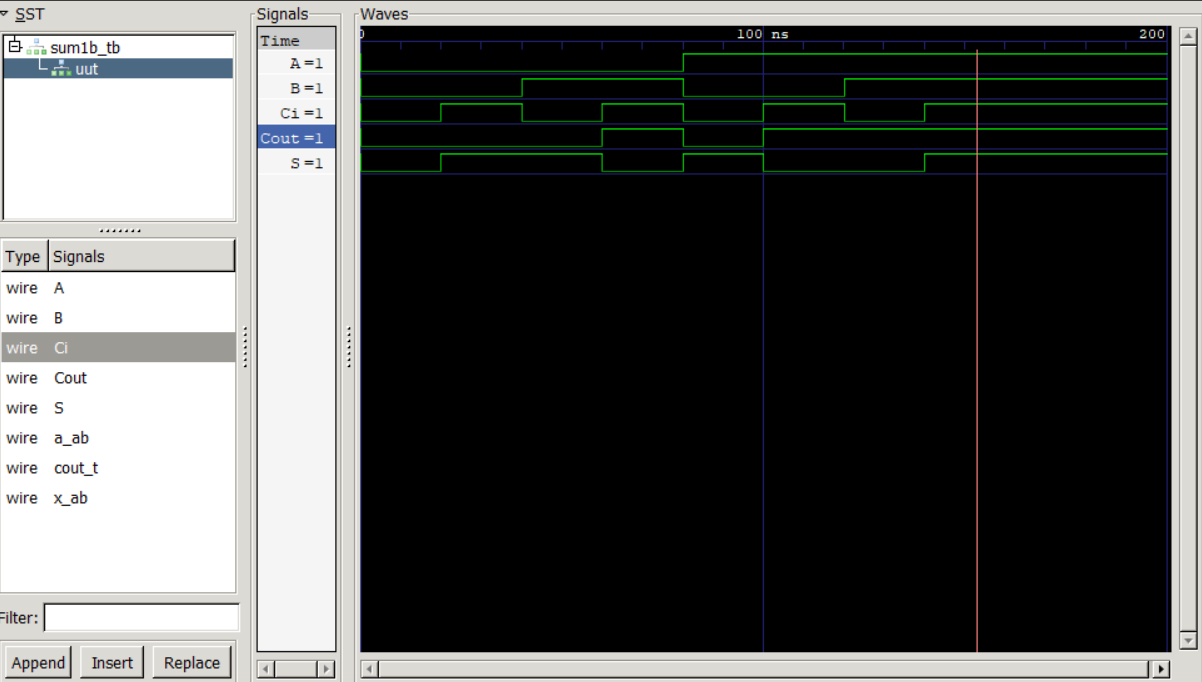 SST
sum1b_tb
uut
Type Signals
wire A
wire B
wire Ci
wire Cout
wire S
wire a_ab
wire cout_t
wire x_ab
Filter:
Append Insert Replace
Signals
Time
A =1
B =1
Ci =1
Cout =1
S =1
Waves
0 100 ns 200